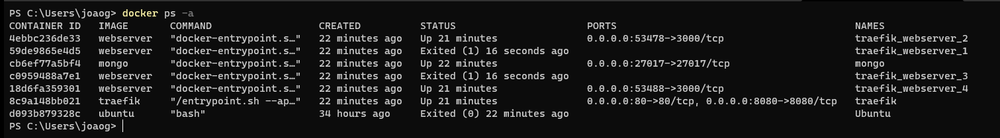 PS C:\Users\joaog> docker ps -a
CONTAINER ID   IMAGE       COMMAND                  CREATED          STATUS                      PORTS                                      NAMES
4ebbc236de33   webserver   "docker-entrypoint.s…"   22 minutes ago   Up 21 minutes               0.0.0.0:53478->3000/tcp                    traefik_webserver_2
59de9865e4d5   webserver   "docker-entrypoint.s…"   22 minutes ago   Exited (1) 16 seconds ago                                              traefik_webserver_1
cb6ef77a5bf4   mongo       "docker-entrypoint.s…"   22 minutes ago   Up 22 minutes               0.0.0.0:27017->27017/tcp                   mongo
c0959488a7e1   webserver   "docker-entrypoint.s…"   22 minutes ago   Exited (1) 16 seconds ago                                              traefik_webserver_3
18d6fa359301   webserver   "docker-entrypoint.s…"   22 minutes ago   Up 21 minutes               0.0.0.0:53488->3000/tcp                    traefik_webserver_4
8c9a148bb021   traefik     "/entrypoint.sh --ap…"   22 minutes ago   Up 21 minutes               0.0.0.0:80->80/tcp, 0.0.0.0:8080->8080/tcp   traefik
d093b879328c   ubuntu      "bash"                   34 hours ago     Exited (0) 22 minutes ago                                              Ubuntu
PS C:\Users\joaog>